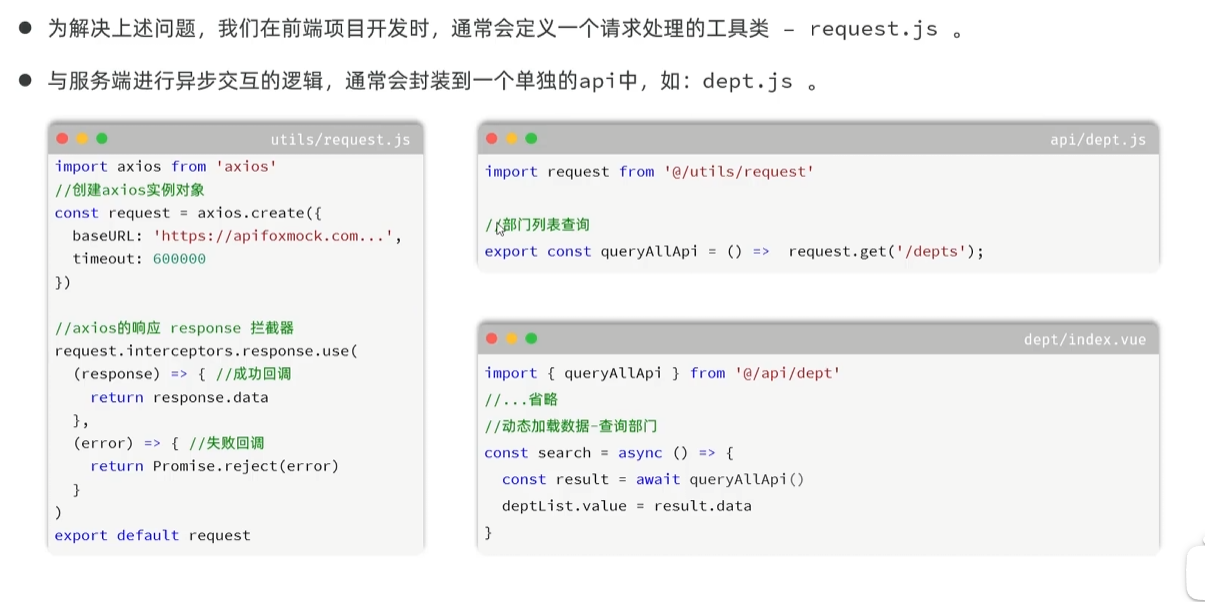 ● 为解决上述问题，我们在前端项目开发时，通常会定义一个请求处理的工具类 – request.js 。
● 与服务端进行异步交互的逻辑，通常会封装到一个单独的api中，如：dept.js 。
utils/request.js
import axios from 'axios'
//创建axios实例对象
const request = axios.create({
  baseURL: 'https://apifoxmock.com...',
  timeout: 600000
})

//axios的响应 response 拦截器
request.interceptors.response.use(
  (response) => { //成功回调
    return response.data
  },
  (error) => { //失败回调
    return Promise.reject(error)
  }
)
export default request
api/dept.js
import request from '@/utils/request'

//部门列表查询
export const queryAllApi = () =>  request.get('/depts');
dept/index.vue
import { queryAllApi } from '@/api/dept'
//...省略
//动态加载数据-查询部门
const search = async () => {
  const result = await queryAllApi()
  deptList.value = result.data
}